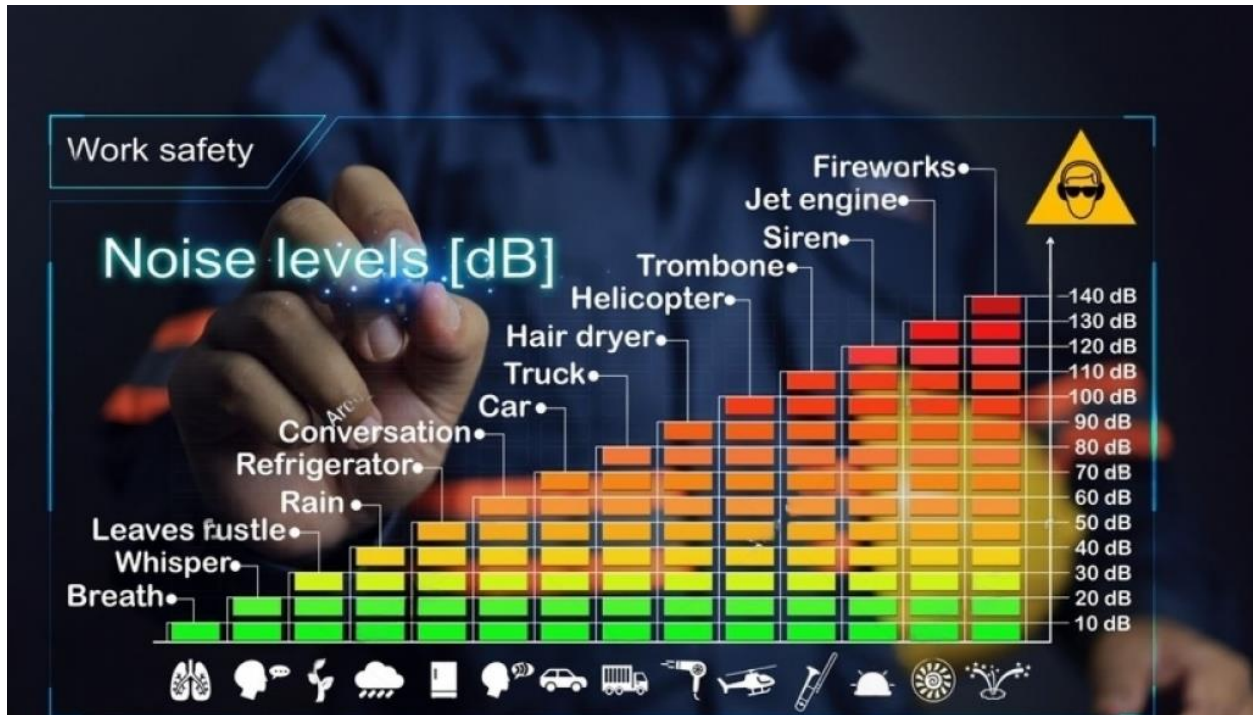 Work safety
Noise levels [dB]
Fireworks
Jet engine
Siren
Trombone
Helicopter
Hair dryer
Truck
Car
Conversation
Refrigerator
Rain
Leaves rustle
Whisper
Breath
140 dB
130 dB
120 dB
110 dB
100 dB
90 dB
80 dB
70 dB
60 dB
50 dB
40 dB
30 dB
20 dB
10 dB